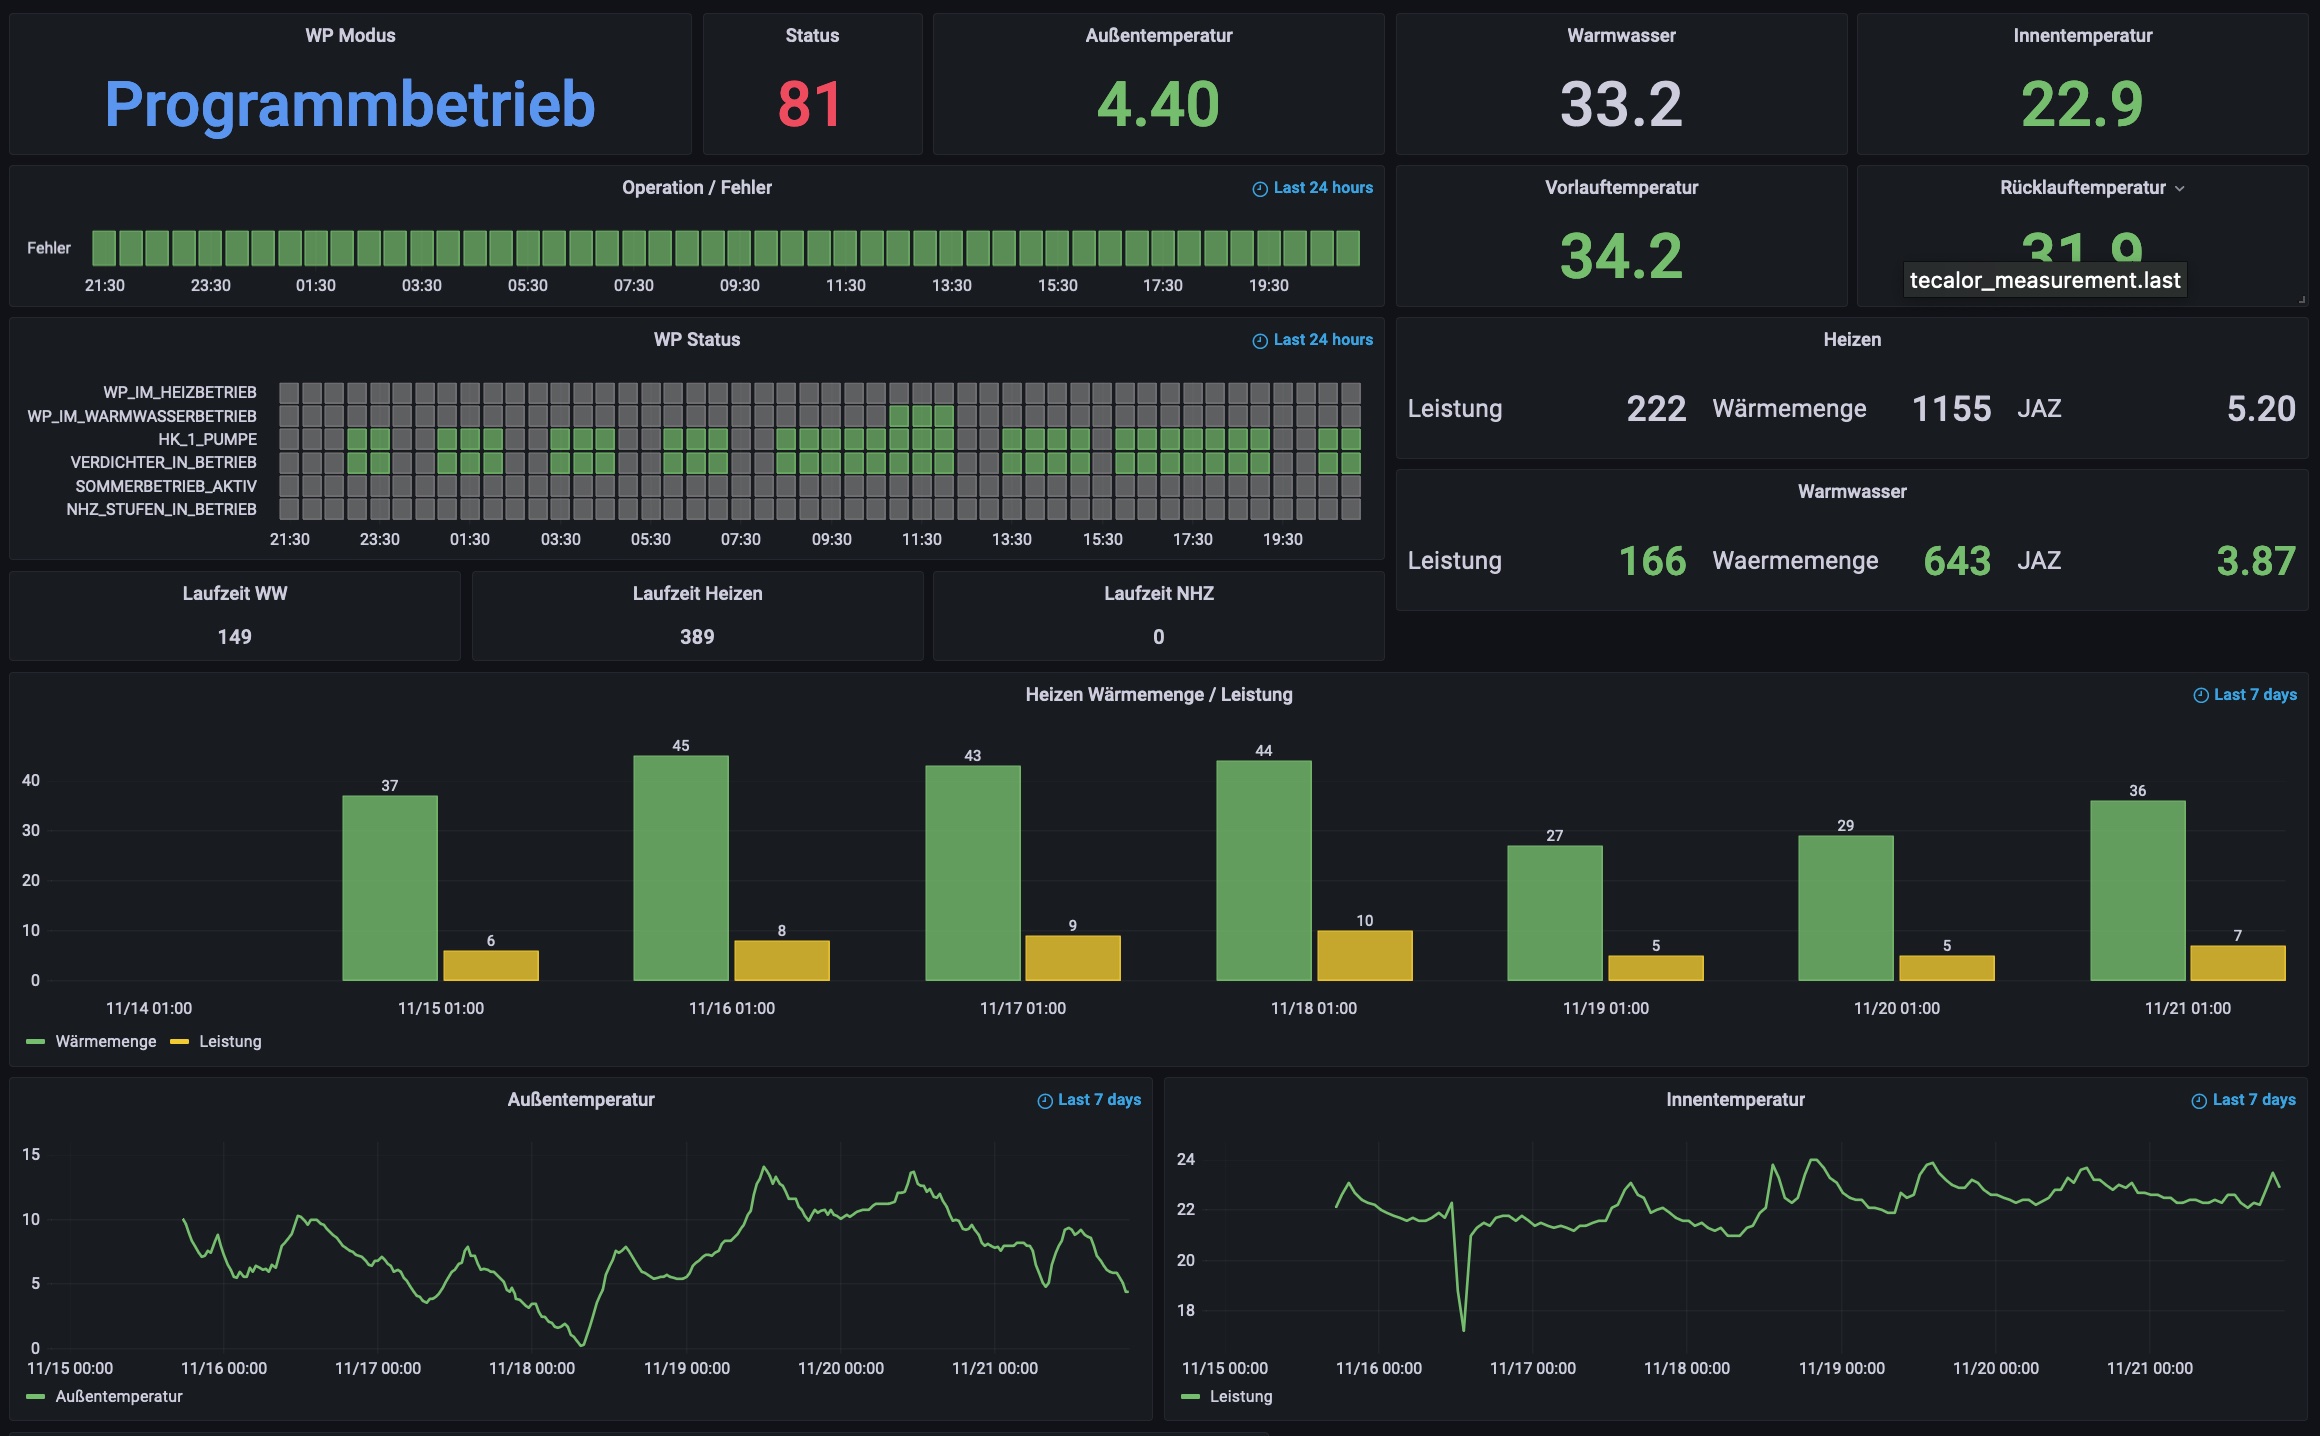 WP Modus
Programmbetrieb
Status
81
Außentemperatur
4.40
Warmwasser
33.2
Innentemperatur
22.9
Operation / Fehler
Last 24 hours
Fehler
21:30 23:30 01:30 03:30 05:30 07:30 09:30 11:30 13:30 15:30 17:30 19:30
Vorlauftemperatur
34.2
Rücklauftemperatur
31.9
tecalor_measurement.last
WP Status
Last 24 hours
WP_IM_HEIZBETRIEB
WP_IM_WARMWASSERBETRIEB
HK_1_PUMPE
VERDICHTER_IN_BETRIEB
SOMMERBETRIEB_AKTIV
NHZ_STUFEN_IN_BETRIEB
21:30 23:30 01:30 03:30 05:30 07:30 09:30 11:30 13:30 15:30 17:30 19:30
Heizen
Leistung 222 Wärmemenge 1155 JAZ 5.20
Warmwasser
Leistung 166 Waermemenge 643 JAZ 3.87
Laufzeit WW
149
Laufzeit Heizen
389
Laufzeit NHZ
0
Heizen Wärmemenge / Leistung
Last 7 days
40
30
20
10
0
37 6 45 8 43 9 44 10 27 5 29 5 36 7
11/14 01:00 11/15 01:00 11/16 01:00 11/17 01:00 11/18 01:00 11/19 01:00 11/20 01:00 11/21 01:00
Wärmemenge Leistung
Außentemperatur
Last 7 days
15
10
5
0
11/15 00:00 11/16 00:00 11/17 00:00 11/18 00:00 11/19 00:00 11/20 00:00 11/21 00:00
Außentemperatur
Innentemperatur
Last 7 days
24
22
20
18
11/15 00:00 11/16 00:00 11/17 00:00 11/18 00:00 11/19 00:00 11/20 00:00 11/21 00:00
Leistung